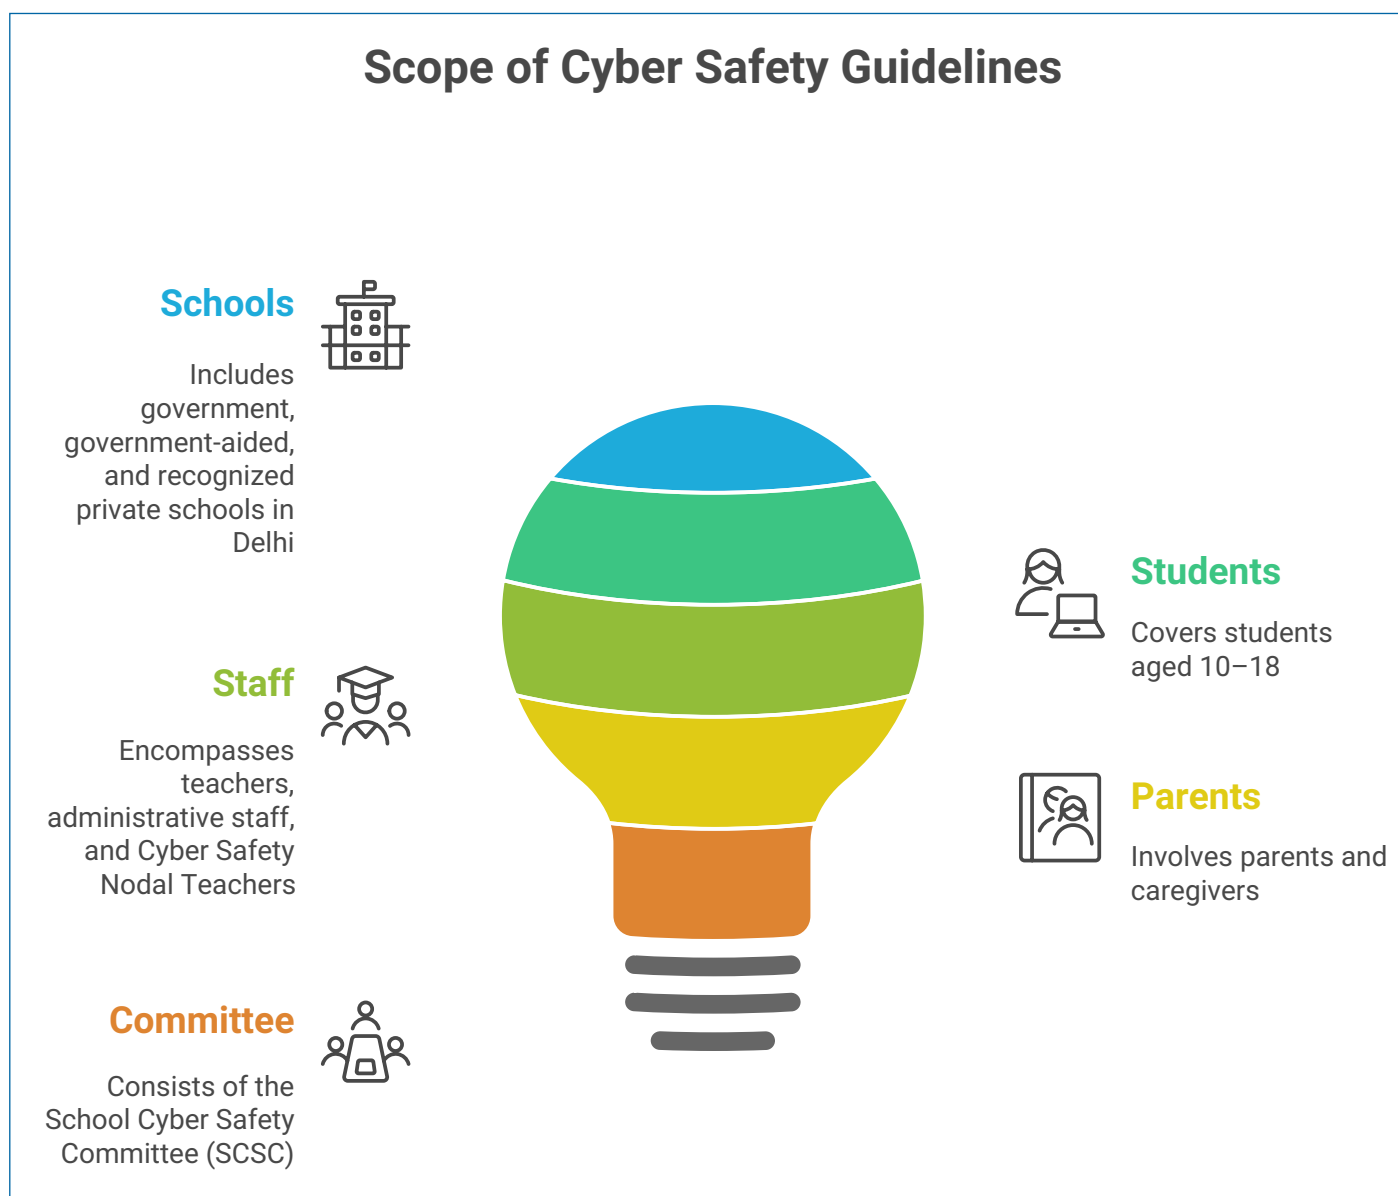 Scope of Cyber Safety Guidelines
Schools
Includes
government,
government-aided,
and recognized
private schools in
Delhi
Students
Covers students
aged 10–18
Staff
Encompasses
teachers,
administrative staff,
and Cyber Safety
Nodal Teachers
Parents
Involves parents and
caregivers
Committee
Consists of the
School Cyber Safety
Committee (SCSC)